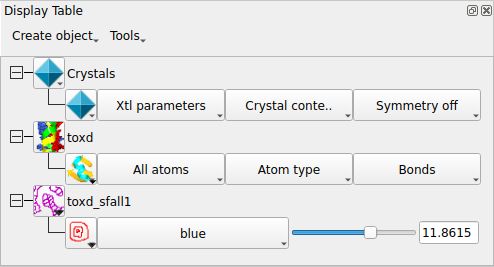 Display Table
Create object Tools
Crystals
Xtl parameters Crystal conte.. Symmetry off
toxd
All atoms Atom type Bonds
toxd_sfall1
blue 11.8615